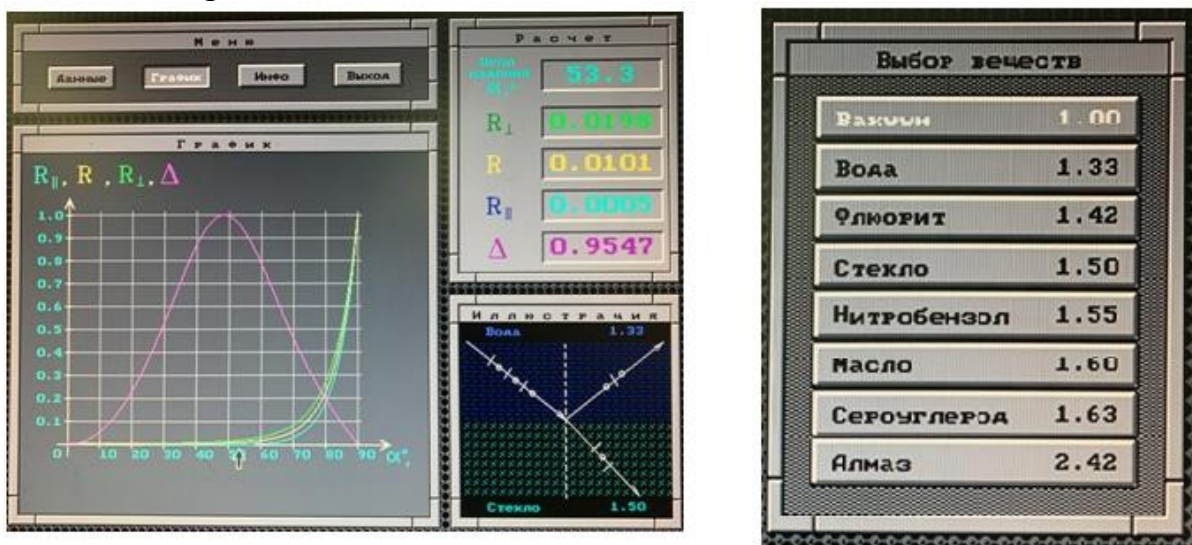 Меню
Данные
График
Инфо
Выход
График
R∥, R , R⊥, Δ
1.0
0.9
0.8
0.7
0.6
0.5
0.4
0.3
0.2
0.1
0 10 20 30 40 50 60 70 80 90 α°,
Расчет
Угол
падения
α,°
53.3
R⊥ 0.0198
R 0.0101
R∥ 0.0005
Δ 0.9547
Иллюстрация
Вода 1.33
Стекло 1.50
Выбор веществ
Вакуум 1.00
Вода 1.33
Флюорит 1.42
Стекло 1.50
Нитробензол 1.55
Масло 1.60
Сероуглерод 1.63
Алмаз 2.42